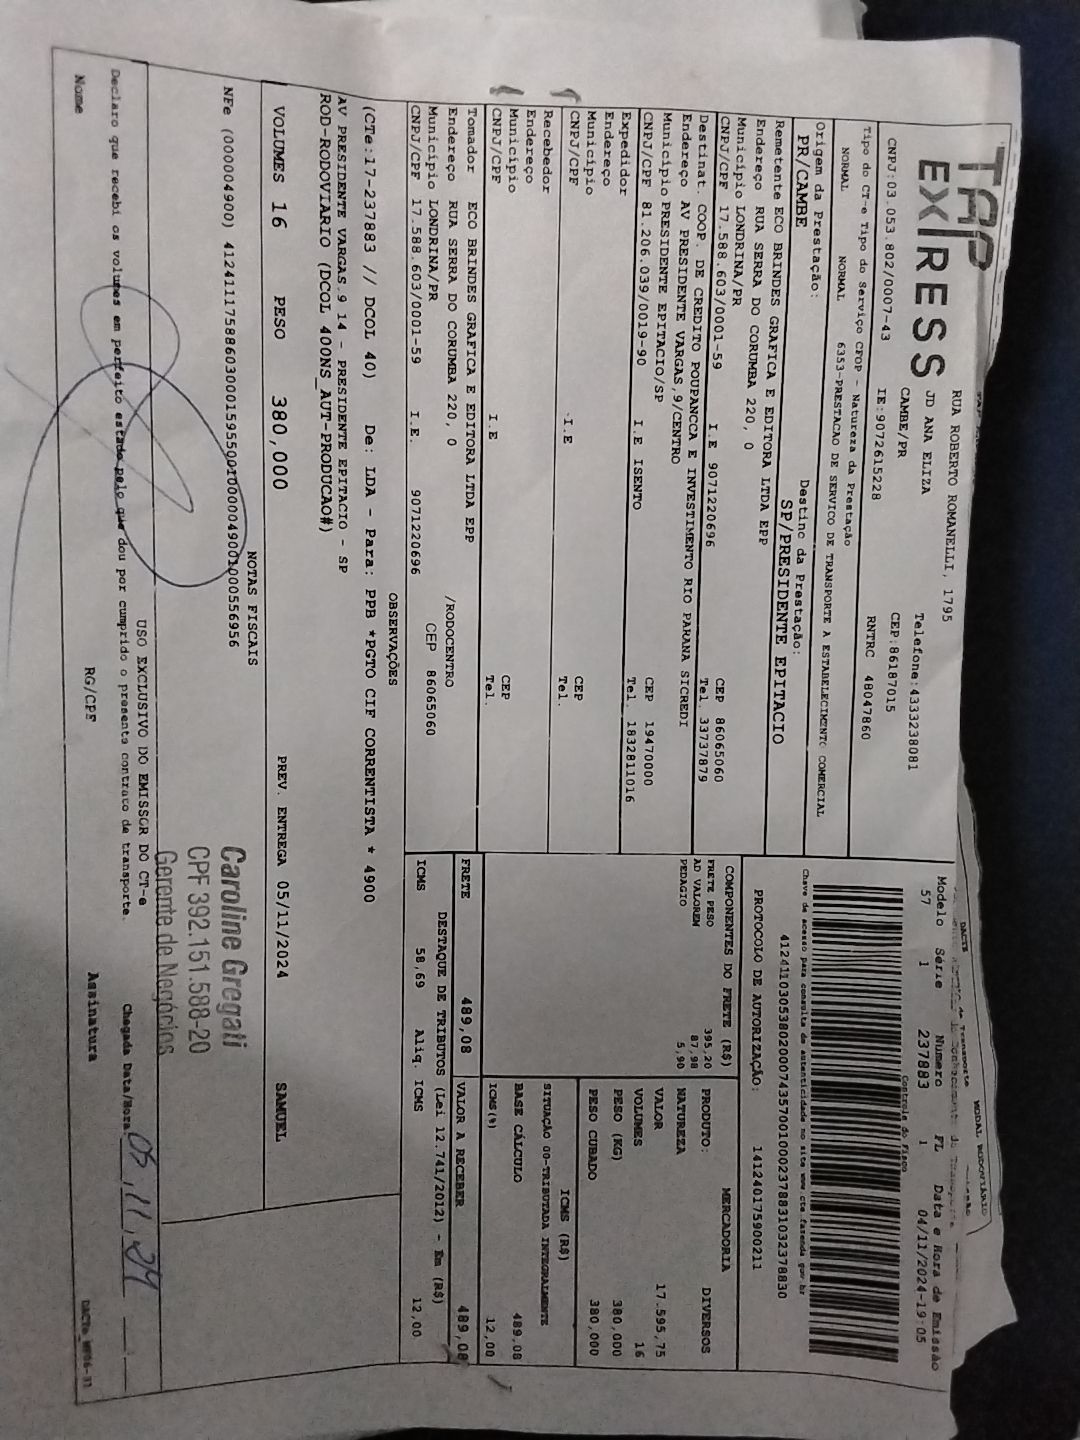 TAP
EXPRESS
RUA ROBERTO ROMANELLI, 1795
JD ANA ELIZA
CAMBE/PR
Telefone:4333238081
CEP:86187015
CNPJ:03.053.802/0007-43 IE:9072615228 RNTRC 48047860
Tipo do CT-e Tipo do Serviço CFOP - Natureza da Prestação
NORMAL NORMAL 6353-PRESTACAO DE SERVICO DE TRANSPORTE A ESTABELECIMENTO COMERCIAL
Origem da Prestação: Destino da Prestação:
PR/CAMBE SP/PRESIDENTE EPITACIO
Remetente ECO BRINDES GRAFICA E EDITORA LTDA EPP
Endereço RUA SERRA DO CORUMBA 220, 0
Município LONDRINA/PR CEP 86065060
CNPJ/CPF 17.588.603/0001-59 I.E 9071220696 Tel. 33737879
Destinat. COOP. DE CREDITO POUPANCCA E INVESTIMENTO RIO PARANA SICREDI
Endereço AV PRESIDENTE VARGAS,9/CENTRO
Município PRESIDENTE EPITACIO/SP CEP 19470000
CNPJ/CPF 81.206.039/0019-90 I.E ISENTO Tel. 1832811016
Expedidor
Endereço
Município CEP
CNPJ/CPF I.E Tel.
Recebedor
Endereço
Município CEP
CNPJ/CPF I.E Tel.
Tomador ECO BRINDES GRAFICA E EDITORA LTDA EPP
Endereço RUA SERRA DO CORUMBA 220, 0 /RODOCENTRO
Município LONDRINA/PR CEP 86065060
CNPJ/CPF 17.588.603/0001-59 I.E. 9071220696
MODAL RODOVIÁRIO
DACTE
Modelo Série Número FL Data e Hora de Emissão
57 1 237883 1 04/11/2024-19:05
Controle do Fisco
Chave de acesso para consulta de autenticidade no site www.cte.fazenda.gov.br
41241103053802000743570010002378831032378830
PROTOCOLO DE AUTORIZAÇÃO: 141240175900211
COMPONENTES DO FRETE (R$)
FRETE PESO 395,20
AD VALOREM 87,98
PEDAGIO 5,90
MERCADORIA
PRODUTO: DIVERSOS
NATUREZA
VALOR 17.595,75
VOLUMES 16
PESO (KG) 380,000
PESO CUBADO 380,000
ICMS (R$)
SITUAÇÃO 00-TRIBUTADA INTEGRALMENTE
BASE CÁLCULO 489,08
ICMS(%) 12,00
FRETE 489,08 VALOR A RECEBER 489,08
DESTAQUE DE TRIBUTOS (Lei 12.741/2012) - Em (R$)
ICMS 58,69 Aliq. ICMS 12,00
OBSERVAÇÕES
(CTe:17-237883 // DCOL 40) De: LDA - Para: PPB *PGTO CIF CORRENTISTA * 4900
AV PRESIDENTE VARGAS.9 14 - PRESIDENTE EPITACIO - SP
ROD-RODOVIARIO (DCOL 400NS_AUT-PRODUCAO#)
VOLUMES 16 PESO 380,000 PREV. ENTREGA 05/11/2024 SAMUEL
NOTAS FISCAIS
NFe (000004900) 41241117588603000159550010000049001000556956
Caroline Gregati
CPF 392.151.588-20
Gerente de Negócios
USO EXCLUSIVO DO EMISSOR DO CT-e
Declaro que recebi os volumes em perfeito estado pelo que dou por cumprido o presente contrato de transporte. Chegada Data/Hora 05/11/24
Nome RG/CPF Assinatura